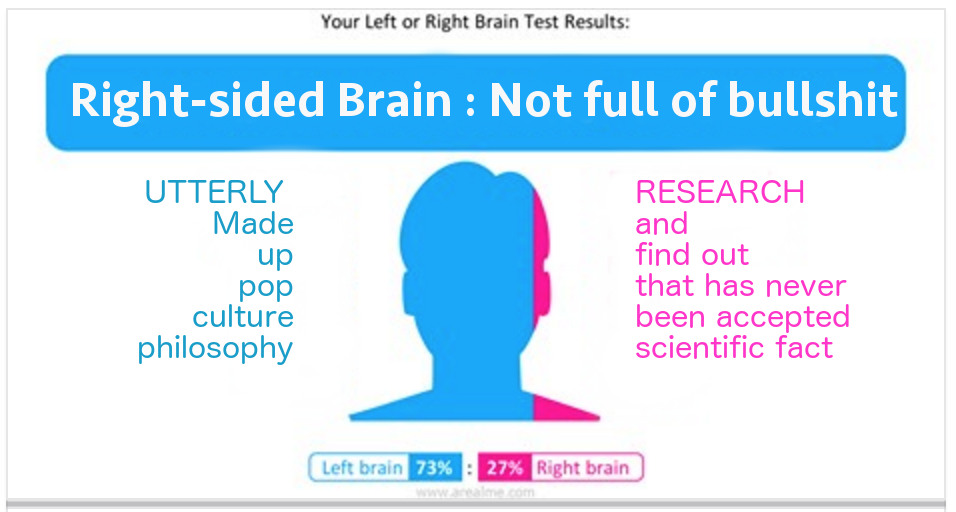 Your Left or Right Brain Test Results:
Right-sided Brain : Not full of bullshit
UTTERLY
Made
up
pop
culture
philosophy
RESEARCH
and
find out
that has never
been accepted
scientific fact
Left brain 73% : 27% Right brain
www.arealme.com